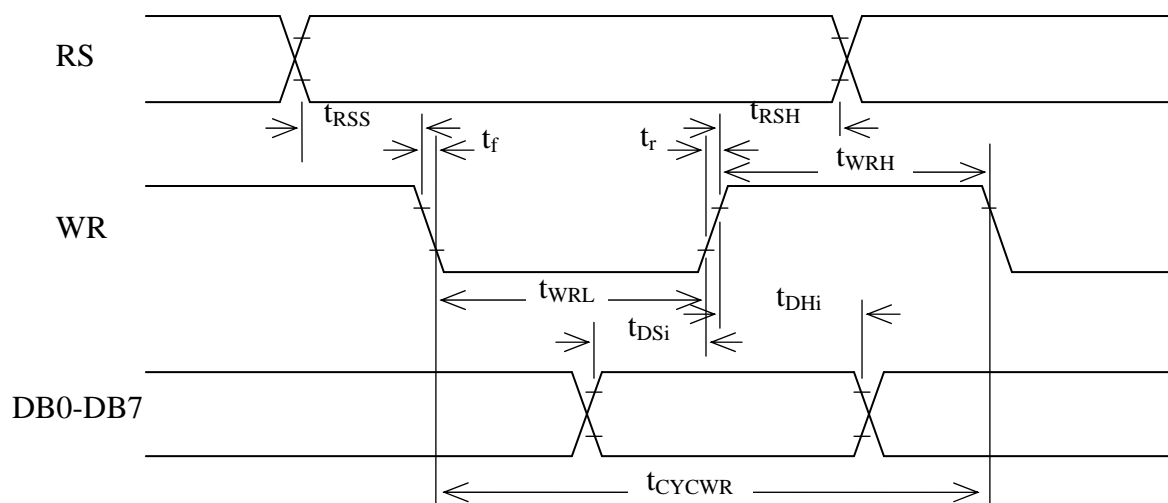 RS
tRSS
tRSH
tf
tr
tWRH
WR
tWRL
tDHi
tDSi
DB0-DB7
tCYCWR